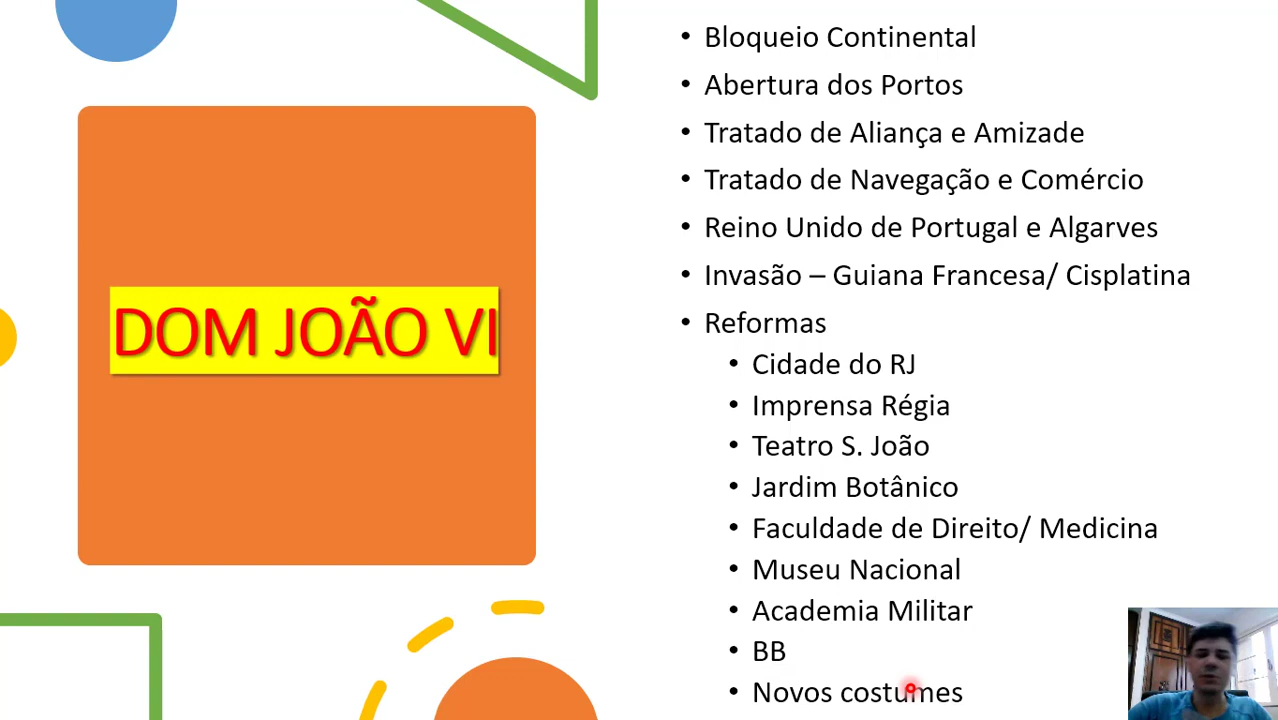 DOM JOÃO VI
• Bloqueio Continental
• Abertura dos Portos
• Tratado de Aliança e Amizade
• Tratado de Navegação e Comércio
• Reino Unido de Portugal e Algarves
• Invasão – Guiana Francesa/ Cisplatina
• Reformas
• Cidade do RJ
• Imprensa Régia
• Teatro S. João
• Jardim Botânico
• Faculdade de Direito/ Medicina
• Museu Nacional
• Academia Militar
• BB
• Novos costumes